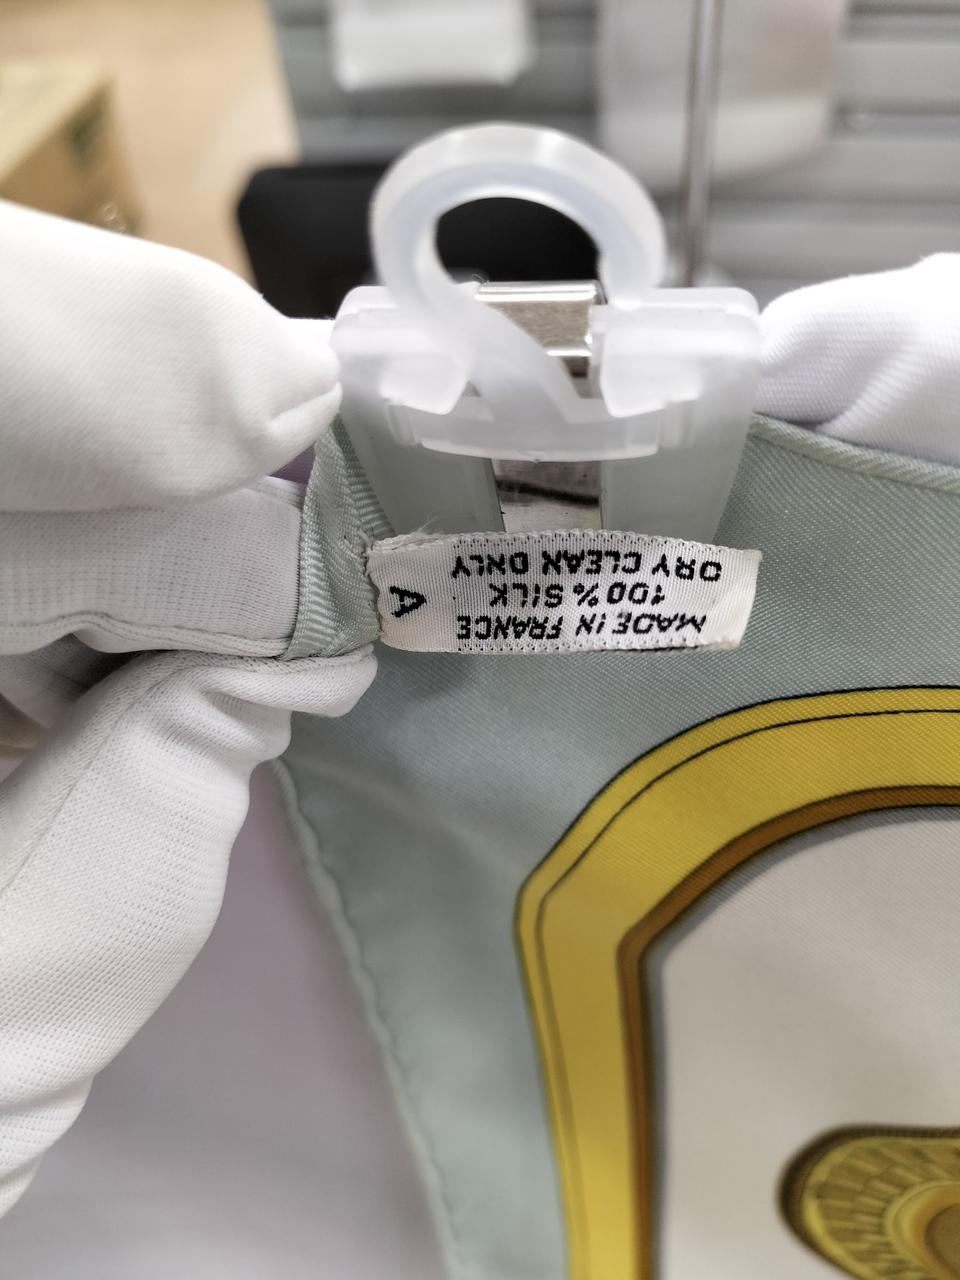 MADE IN FRANCE
100% SILK
DRY CLEAN ONLY
A